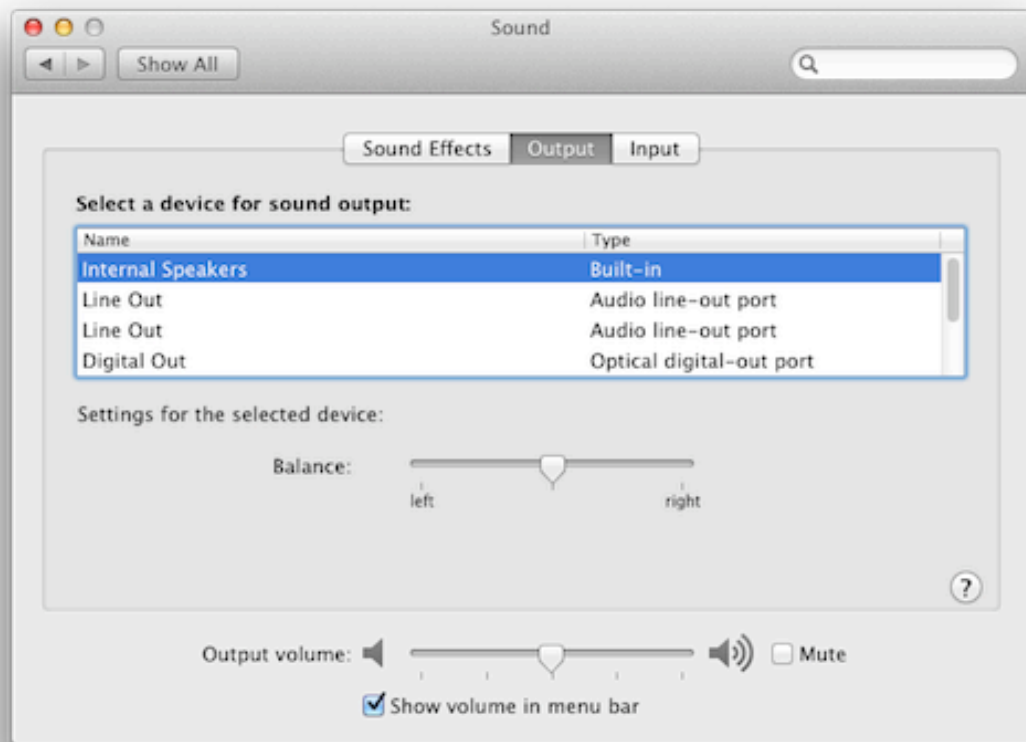 Sound
Show All
Sound Effects Output Input
Select a device for sound output:
Name Type
Internal Speakers Built-in
Line Out Audio line-out port
Line Out Audio line-out port
Digital Out Optical digital-out port
Settings for the selected device:
Balance:
left right
?
Output volume: Mute
Show volume in menu bar